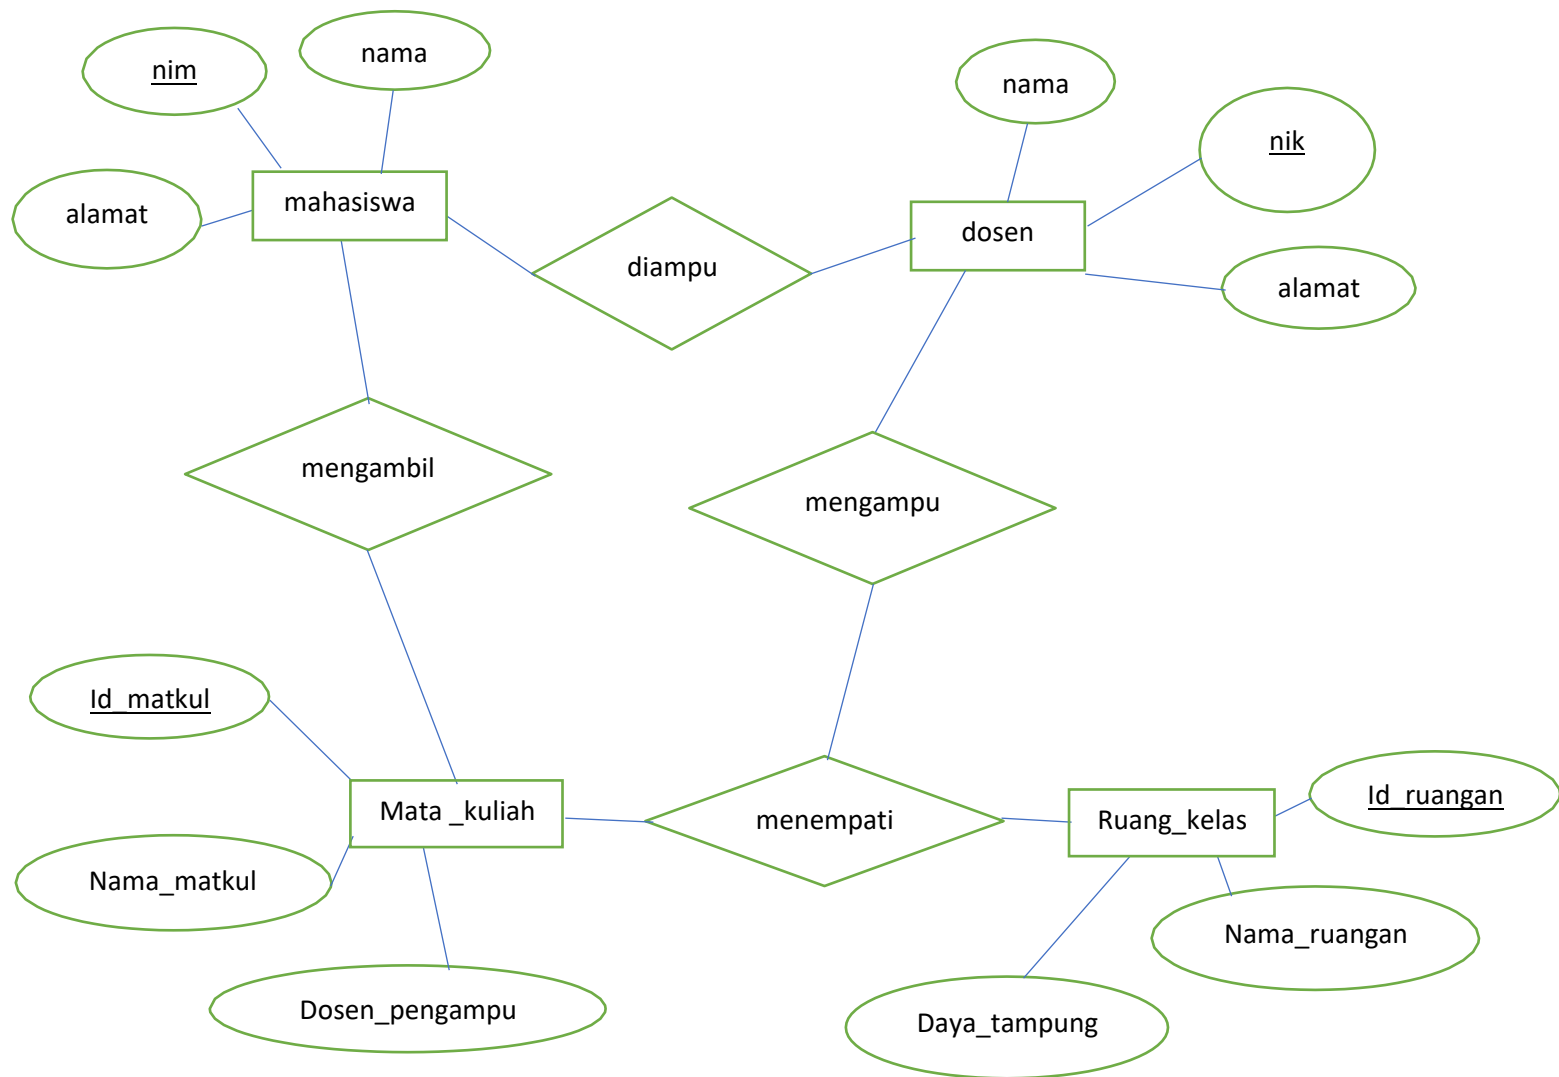 nim
nama
nama
nik
alamat
mahasiswa
dosen
diampu
alamat
mengambil
mengampu
Id_matkul
Mata _kuliah
menempati
Ruang_kelas
Id_ruangan
Nama_matkul
Nama_ruangan
Dosen_pengampu
Daya_tampung